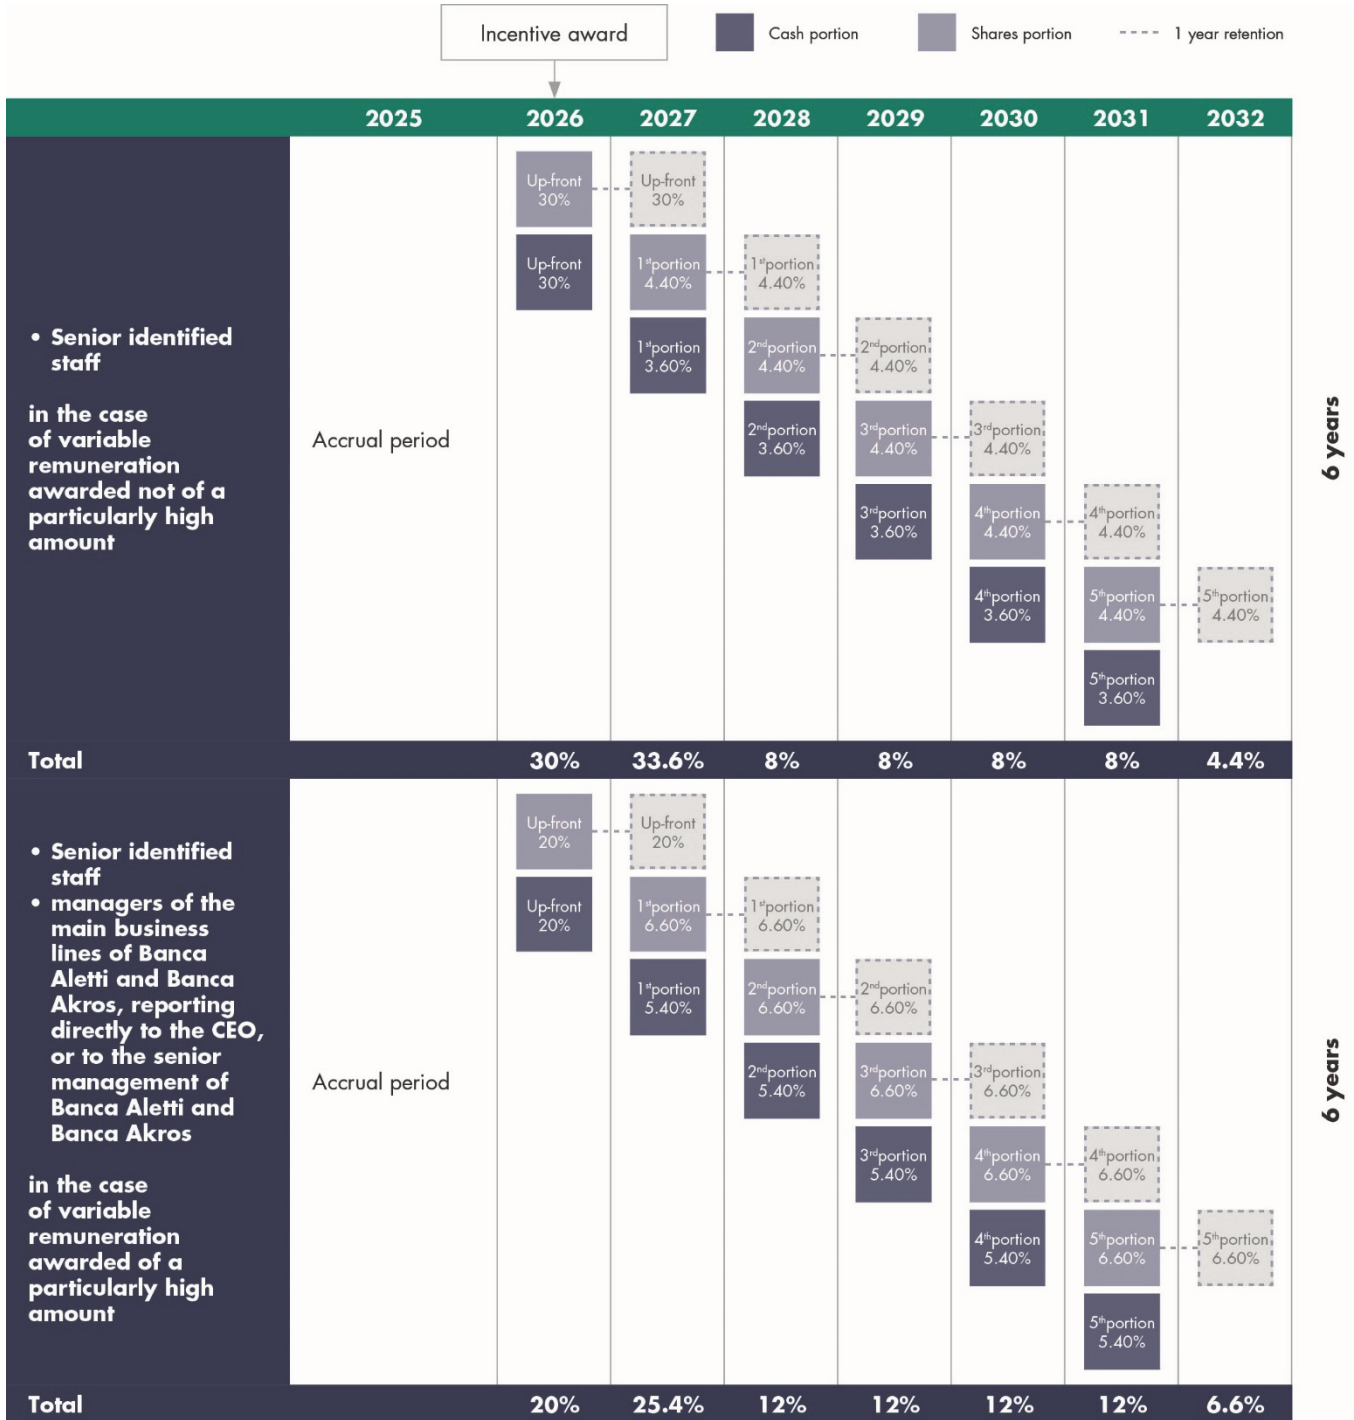 Incentive award
Cash portion
Shares portion
1 year retention
2025 2026 2027 2028 2029 2030 2031 2032
• Senior identified
staff
in the case
of variable
remuneration
awarded not of a
particularly high
amount
Accrual period
Up-front
30%
Up-front
30%
Up-front
30%
1st portion
4.40%
1st portion
4.40%
1st portion
3.60%
2nd portion
4.40%
2nd portion
4.40%
2nd portion
3.60%
3rd portion
4.40%
3rd portion
4.40%
3rd portion
3.60%
4th portion
4.40%
4th portion
4.40%
4th portion
3.60%
5th portion
4.40%
5th portion
4.40%
5th portion
3.60%
6 years
Total 30% 33.6% 8% 8% 8% 8% 4.4%
• Senior identified
staff
• managers of the
main business
lines of Banca
Aletti and Banca
Akros, reporting
directly to the CEO,
or to the senior
management of
Banca Aletti and
Banca Akros
in the case
of variable
remuneration
awarded of a
particularly high
amount
Accrual period
Up-front
20%
Up-front
20%
Up-front
20%
1st portion
6.60%
1st portion
6.60%
1st portion
5.40%
2nd portion
6.60%
2nd portion
6.60%
2nd portion
5.40%
3rd portion
6.60%
3rd portion
6.60%
3rd portion
5.40%
4th portion
6.60%
4th portion
6.60%
4th portion
5.40%
5th portion
6.60%
5th portion
6.60%
5th portion
5.40%
6 years
Total 20% 25.4% 12% 12% 12% 12% 6.6%